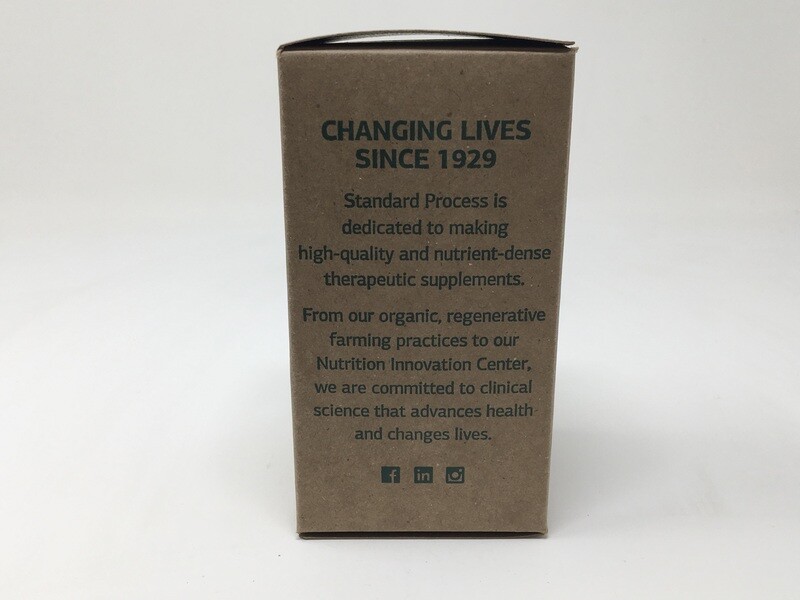 CHANGING LIVES
SINCE 1929
Standard Process is
dedicated to making
high-quality and nutrient-dense
therapeutic supplements.
From our organic, regenerative
farming practices to our
Nutrition Innovation Center,
we are committed to clinical
science that advances health
and changes lives.
f in